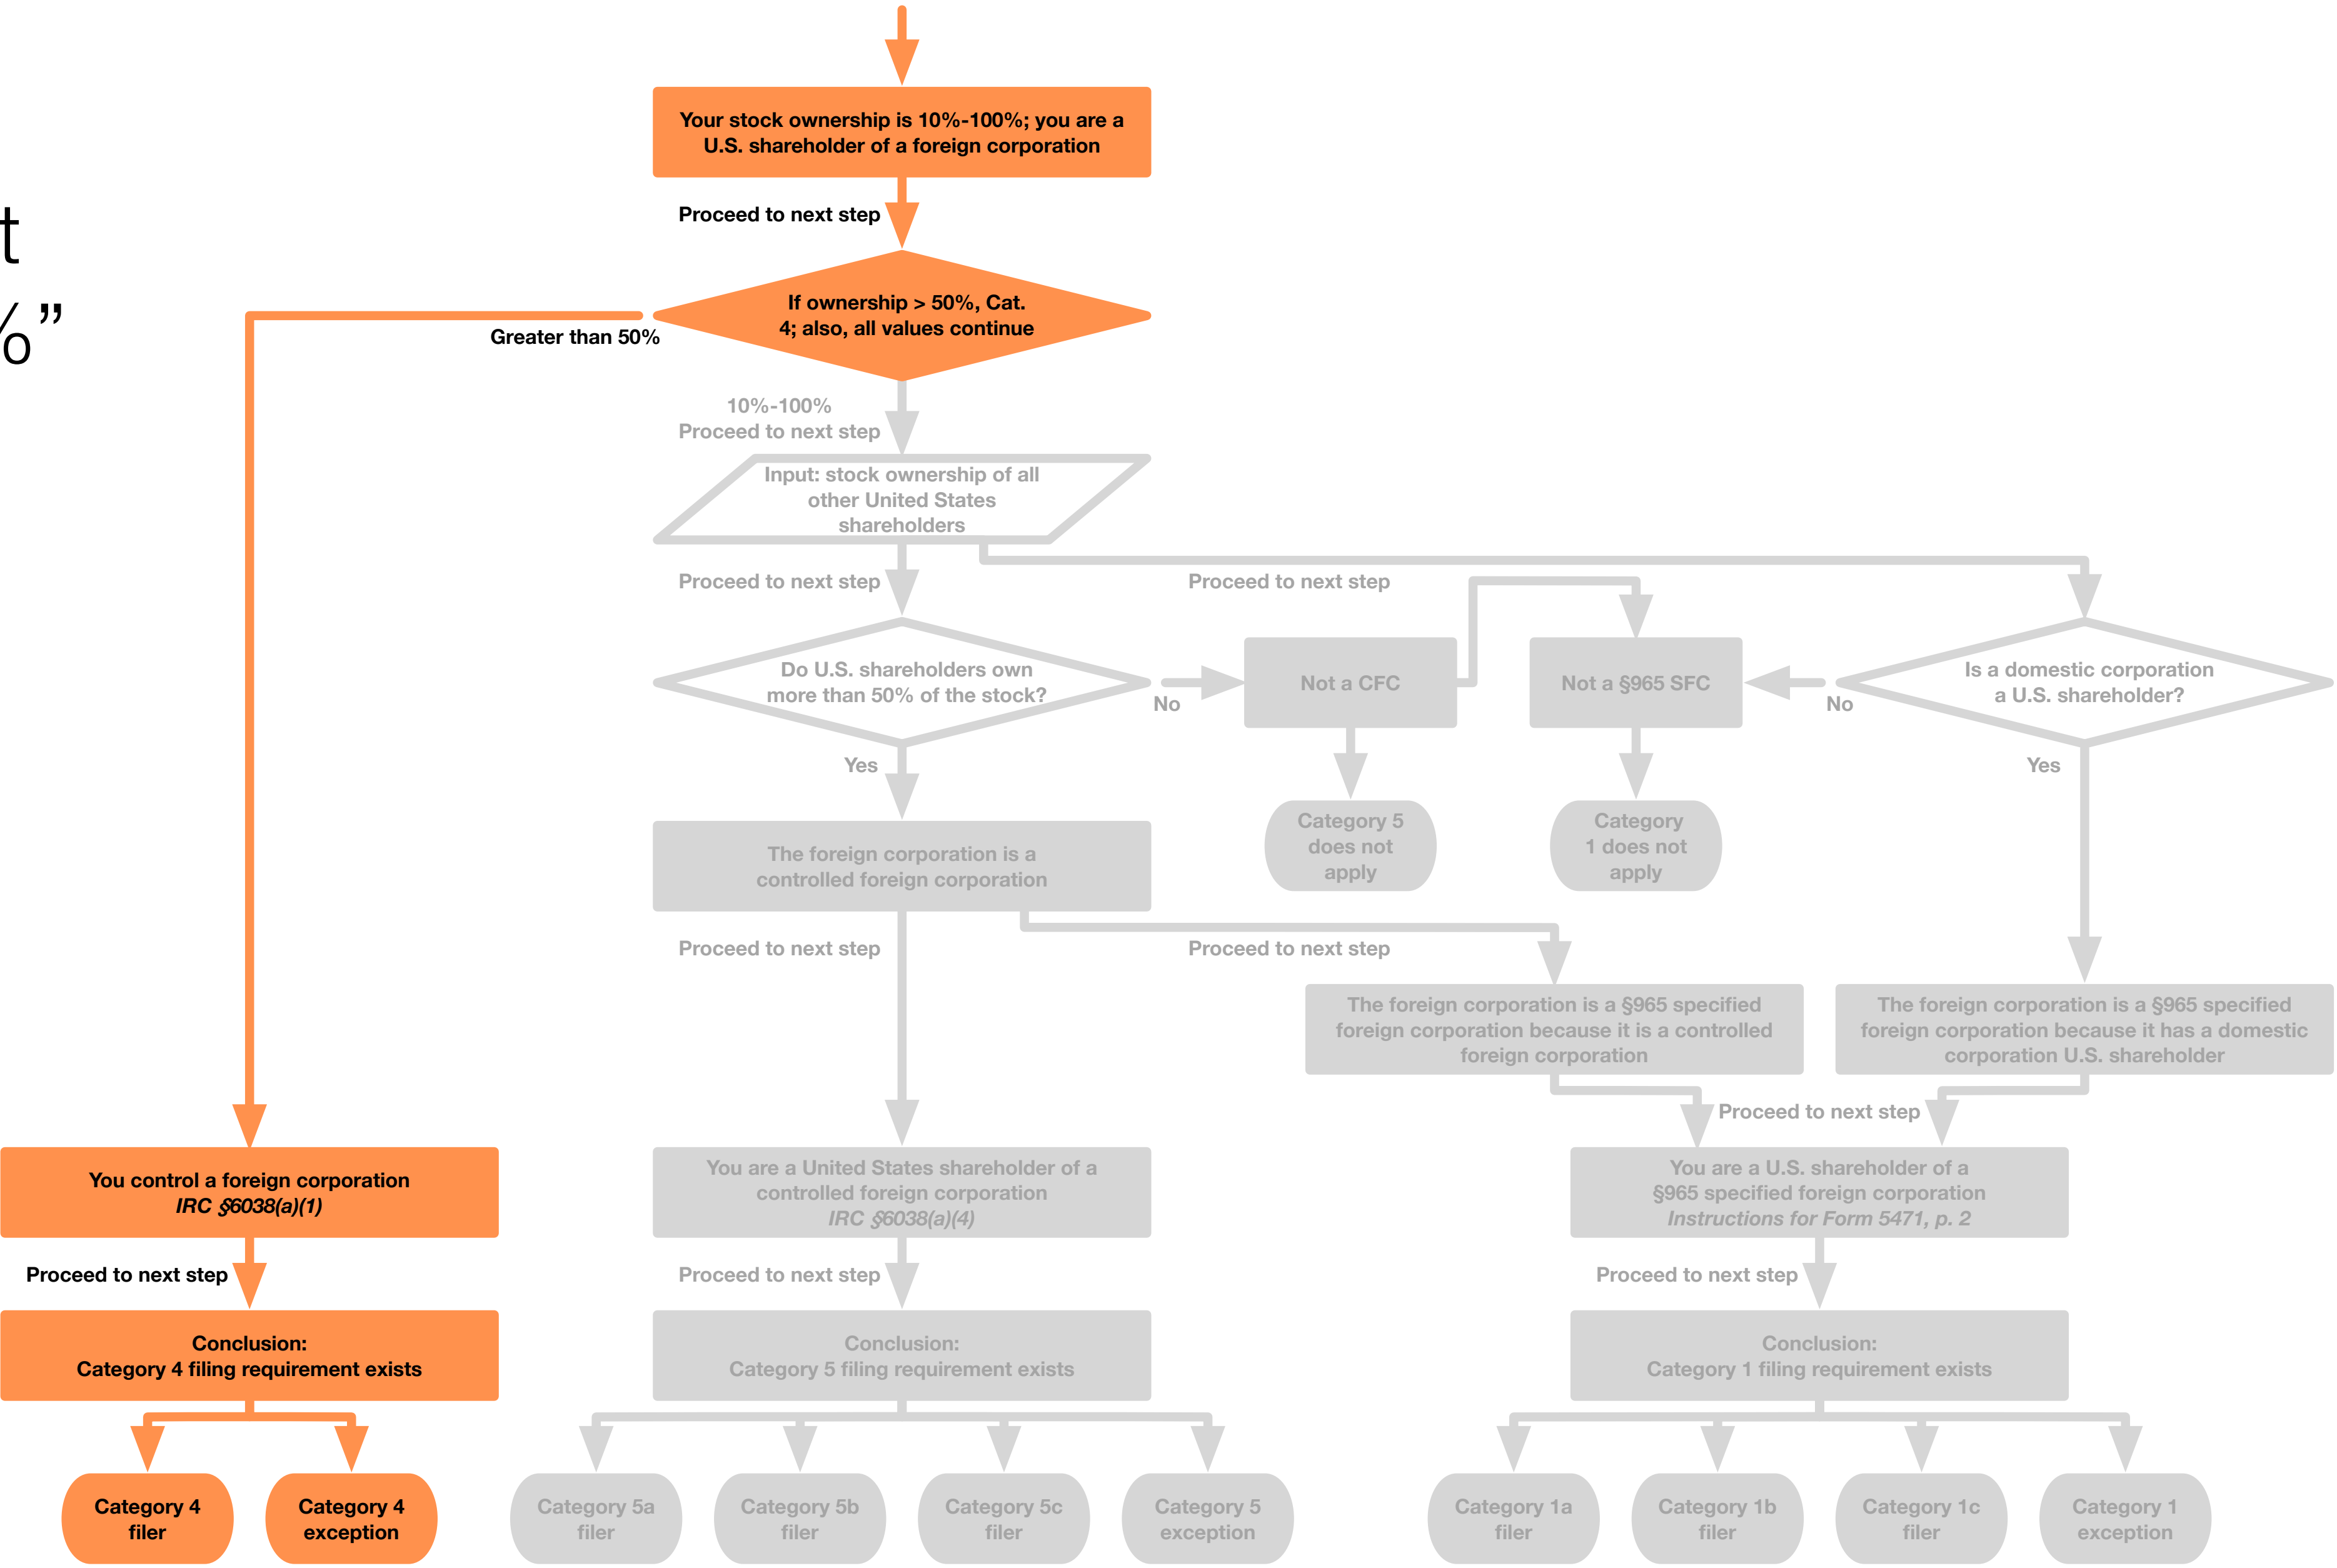 t
%”
Your stock ownership is 10%-100%; you are a
U.S. shareholder of a foreign corporation
Proceed to next step
If ownership > 50%, Cat.
4; also, all values continue
Greater than 50%
10%-100%
Proceed to next step
Input: stock ownership of all
other United States
shareholders
Proceed to next step
Proceed to next step
Do U.S. shareholders own
more than 50% of the stock?
No
Not a CFC
Not a §965 SFC
No
Is a domestic corporation
a U.S. shareholder?
Yes
Yes
Category 5
does not
apply
Category
1 does not
apply
The foreign corporation is a
controlled foreign corporation
Proceed to next step
Proceed to next step
The foreign corporation is a §965 specified
foreign corporation because it is a controlled
foreign corporation
The foreign corporation is a §965 specified
foreign corporation because it has a domestic
corporation U.S. shareholder
Proceed to next step
You control a foreign corporation
IRC §6038(a)(1)
You are a United States shareholder of a
controlled foreign corporation
IRC §6038(a)(4)
You are a U.S. shareholder of a
§965 specified foreign corporation
Instructions for Form 5471, p. 2
Proceed to next step
Proceed to next step
Proceed to next step
Conclusion:
Category 4 filing requirement exists
Conclusion:
Category 5 filing requirement exists
Conclusion:
Category 1 filing requirement exists
Category 4
filer
Category 4
exception
Category 5a
filer
Category 5b
filer
Category 5c
filer
Category 5
exception
Category 1a
filer
Category 1b
filer
Category 1c
filer
Category 1
exception